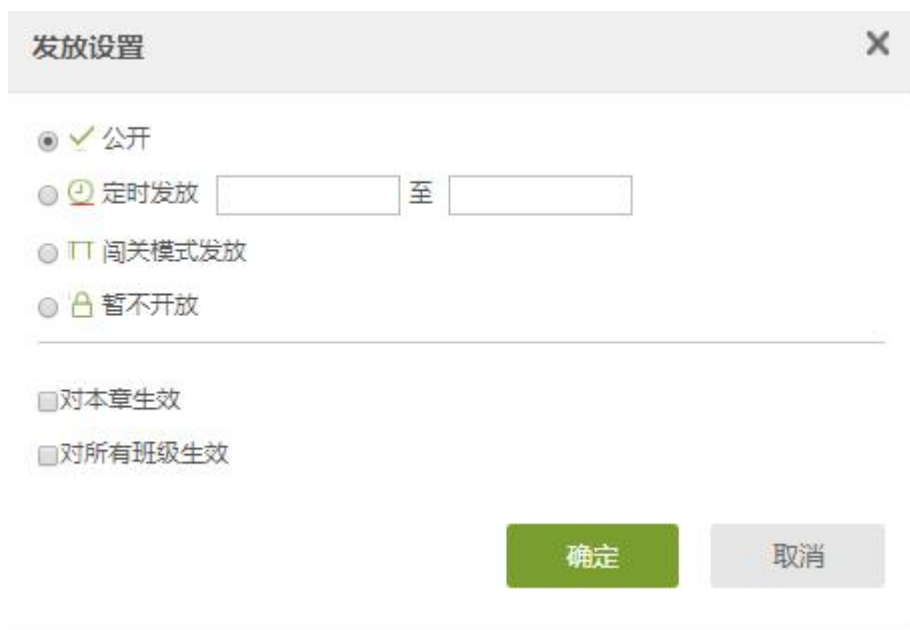 发放设置
公开
定时发放 至
闯关模式发放
暂不开放
对本章生效
对所有班级生效
确定 取消